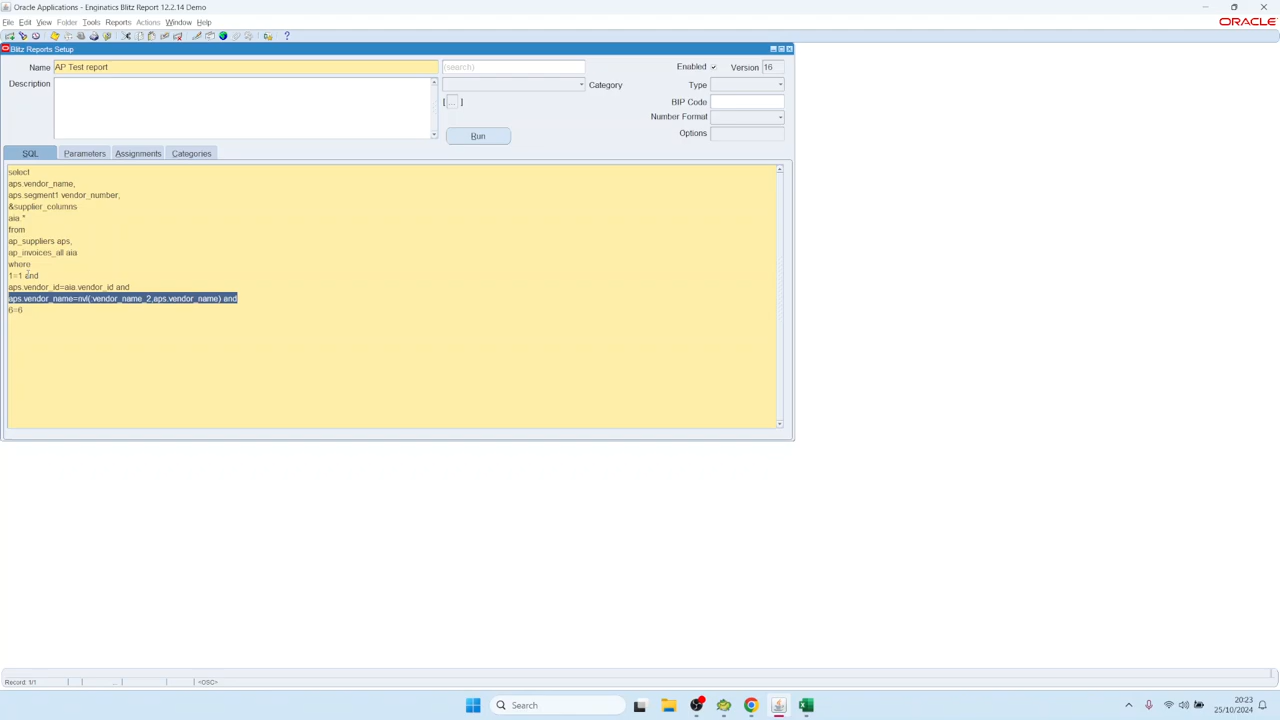 Oracle Applications - Enginatics Blitz Report 12.2.14 Demo
File Edit View Folder Tools Reports Actions Window Help
ORACLE
Blitz Reports Setup
Name AP Test report (search) Enabled Version 16
Description Category Type
[ ... ] BIP Code
Number Format
Run Options
SQL Parameters Assignments Categories
select
aps.vendor_name,
aps.segment1 vendor_number,
&supplier_columns
aia.*
from
ap_suppliers aps,
ap_invoices_all aia
where
1=1 and
aps.vendor_id=aia.vendor_id and
aps.vendor_name=nvl(:vendor_name_2,aps.vendor_name) and
6=6
Record: 1/1 ... <OSC>
Search
20:23
25/10/2024